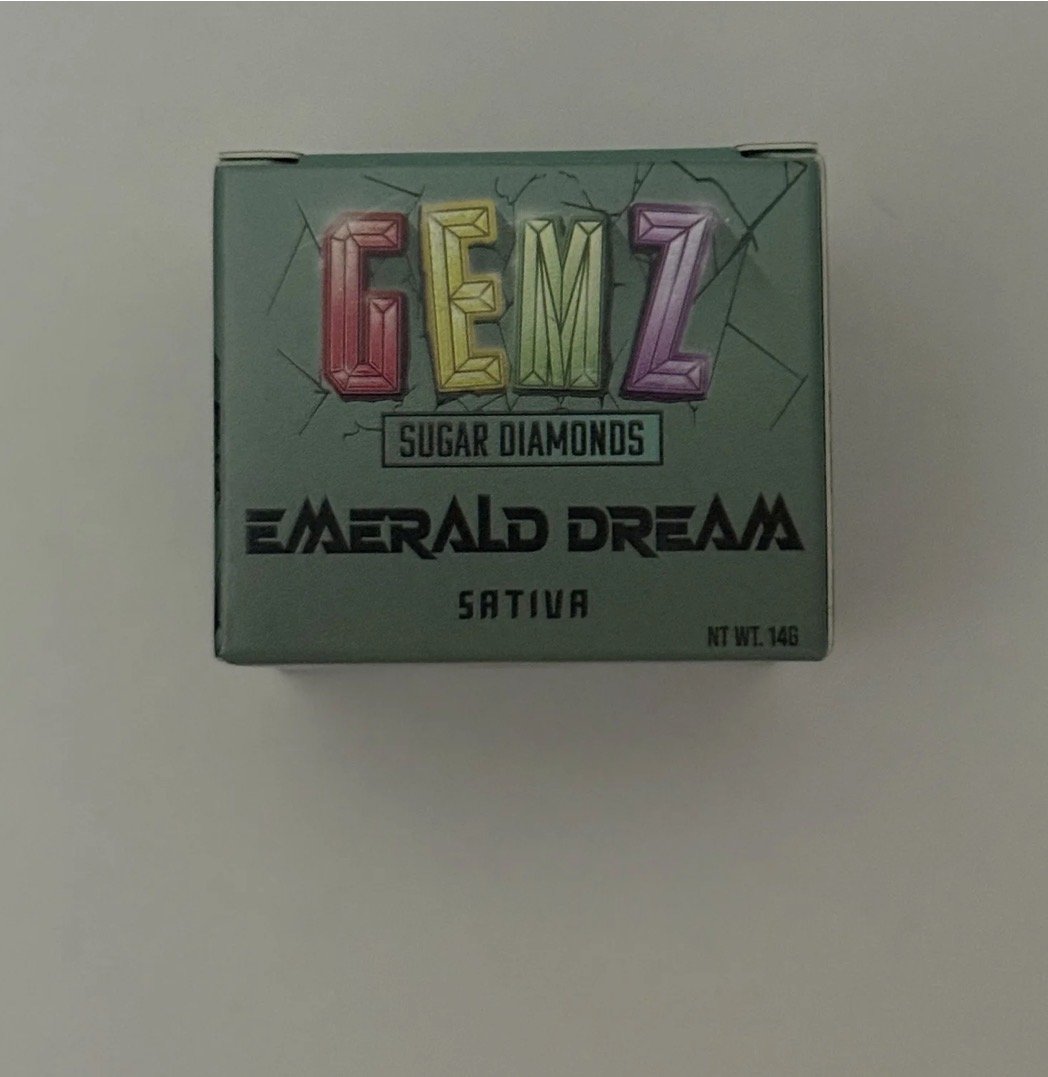 GEMZ
SUGAR DIAMONDS
EMERALD DREAM
SATIVA
NT WT. 14G